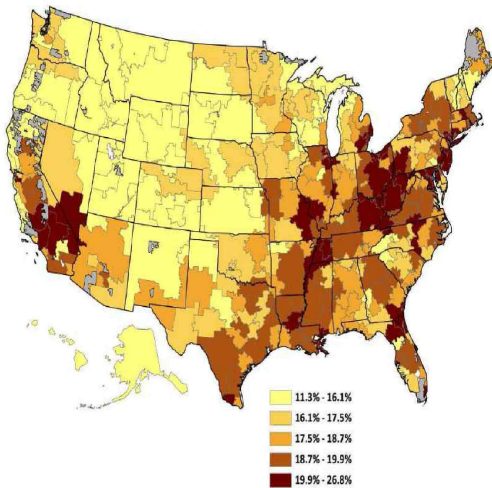 11.3% - 16.1%
16.1% - 17.5%
17.5% - 18.7%
18.7% - 19.9%
19.9% - 26.8%